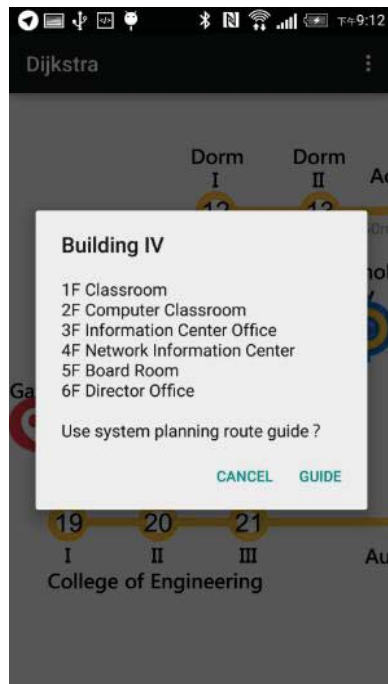 下午9:12
Dijkstra
Dorm
Dorm
I
II
12
13
Building IV
1F Classroom
2F Computer Classroom
3F Information Center Office
4F Network Information Center
5F Board Room
6F Director Office
Use system planning route guide ?
CANCEL
GUIDE
19
20
21
I
II
III
College of Engineering